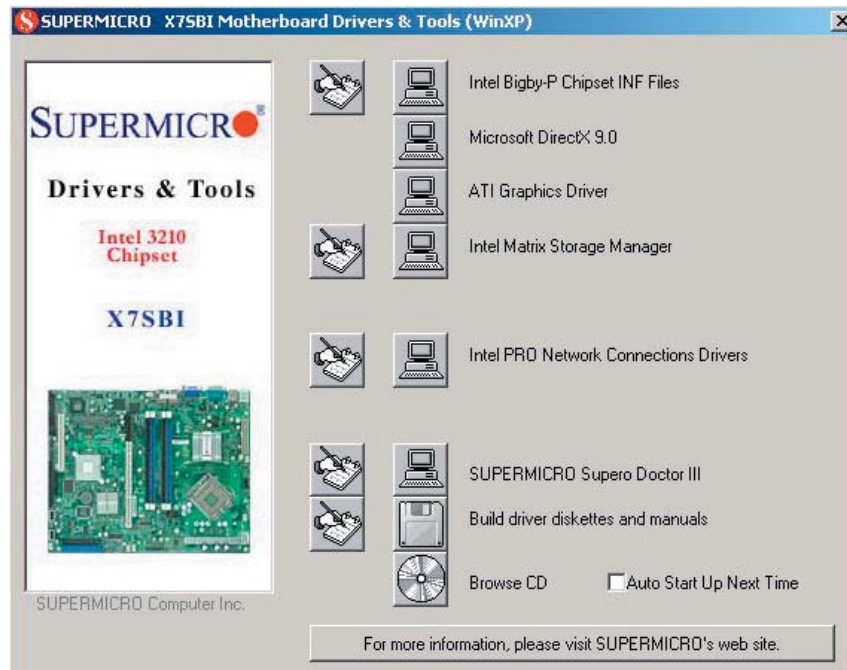 SUPERMICRO X7SBI Motherboard Drivers & Tools (WinXP)
SUPERMICRO®
Drivers & Tools
Intel 3210
Chipset
X7SBI
SUPERMICRO Computer Inc.
Intel Bigby-P Chipset INF Files
Microsoft DirectX 9.0
ATI Graphics Driver
Intel Matrix Storage Manager
Intel PRO Network Connections Drivers
SUPERMICRO Supero Doctor III
Build driver diskettes and manuals
Browse CD
Auto Start Up Next Time
For more information, please visit SUPERMICRO's web site.